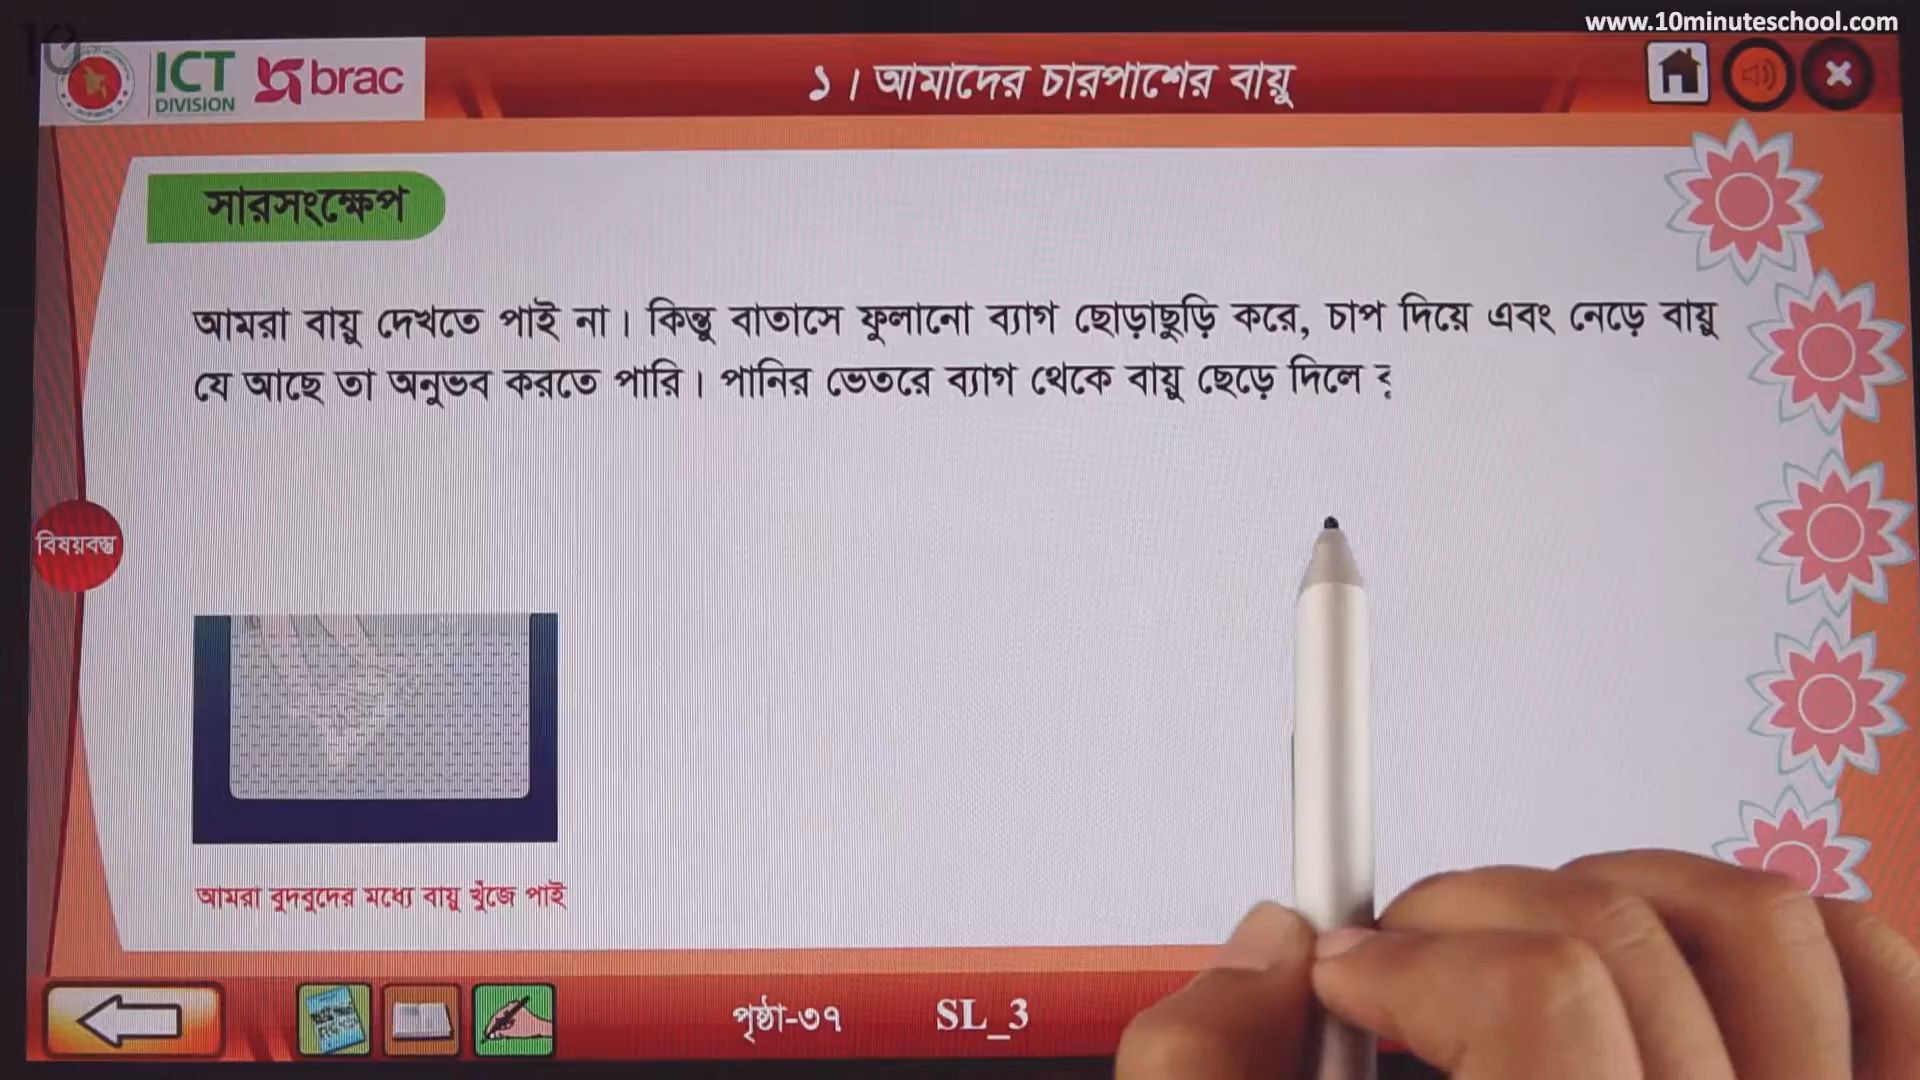 www.10minuteschool.com
10
ICT
DIVISION
brac
১। আমাদের চারপাশের বায়ু
সারসংক্ষেপ
আমরা বায়ু দেখতে পাই না। কিন্তু বাতাসে ফুলানো ব্যাগ ছোড়াছুড়ি করে, চাপ দিয়ে এবং নেড়ে বায়ু
যে আছে তা অনুভব করতে পারি। পানির ভেতরে ব্যাগ থেকে বায়ু ছেড়ে দিলে
বিষয়বস্তু
আমরা বুদবুদের মধ্যে বায়ু খুঁজে পাই
পৃষ্ঠা-৩৭
SL_3